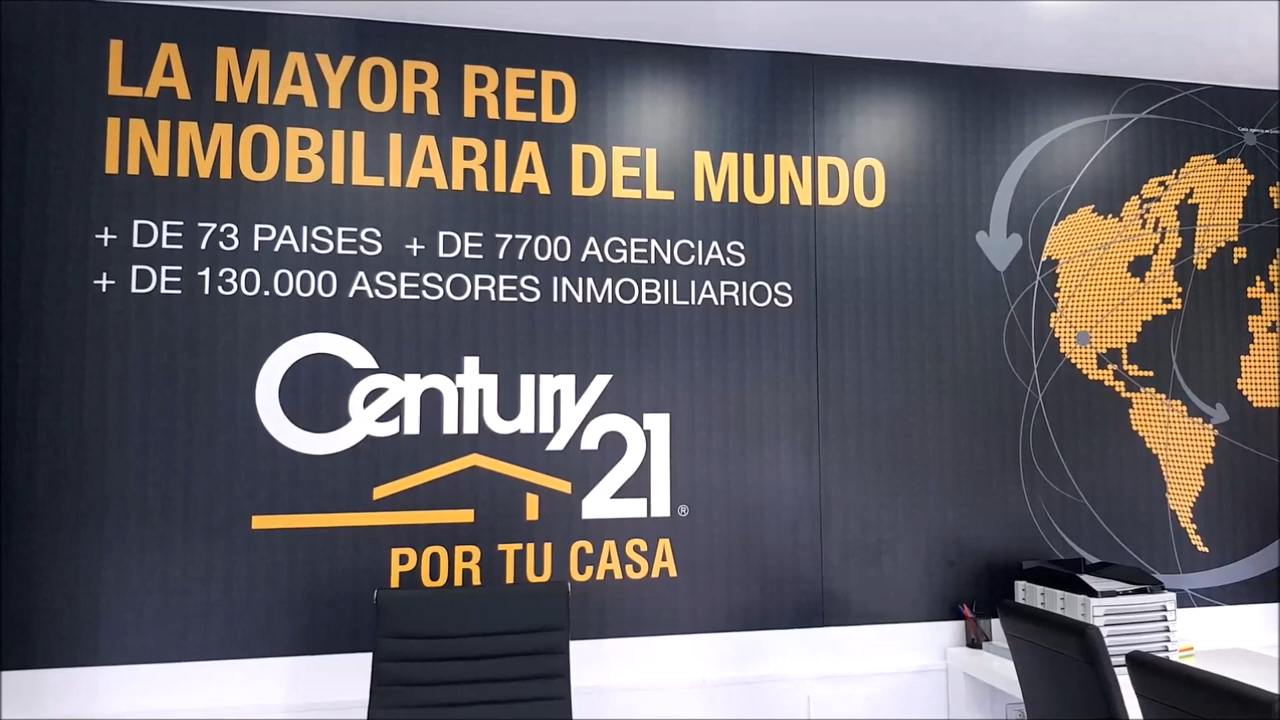 LA MAYOR RED
INMOBILIARIA DEL MUNDO
+ DE 73 PAISES + DE 7700 AGENCIAS
+ DE 130.000 ASESORES INMOBILIARIOS
Century
21®
POR TU CASA